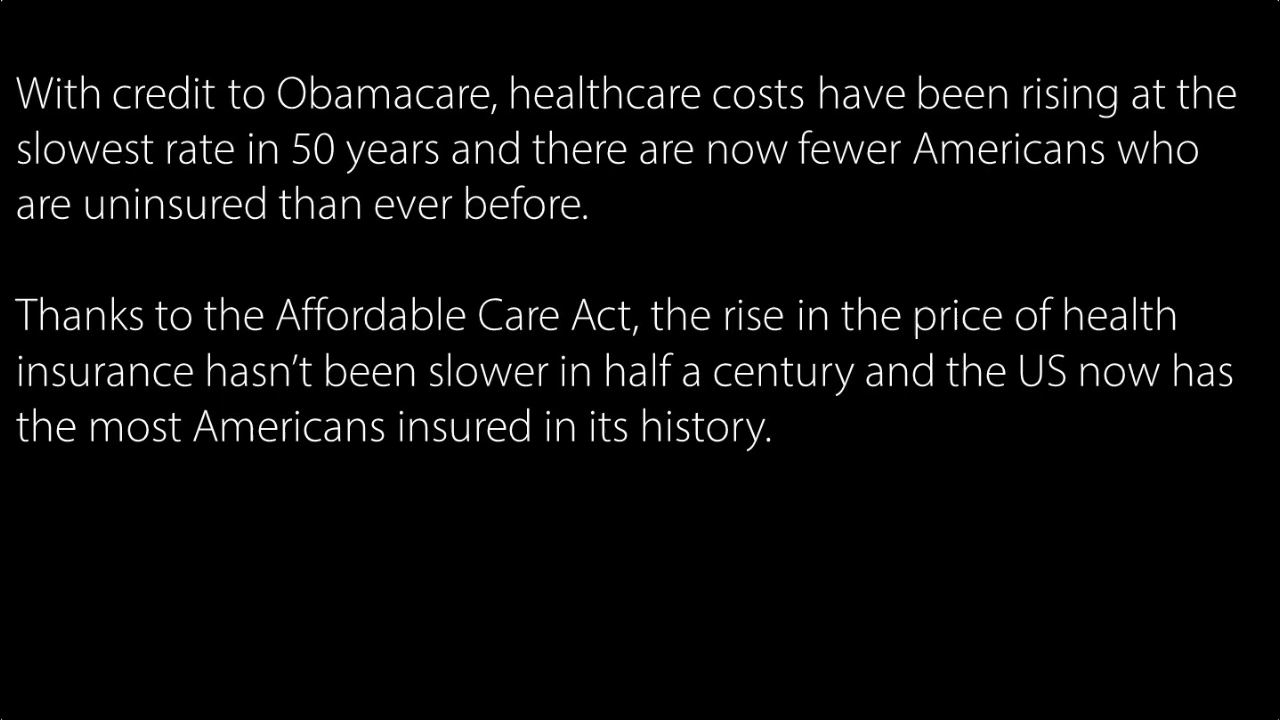 With credit to Obamacare, healthcare costs have been rising at the
slowest rate in 50 years and there are now fewer Americans who
are uninsured than ever before.
Thanks to the Affordable Care Act, the rise in the price of health
insurance hasn’t been slower in half a century and the US now has
the most Americans insured in its history.